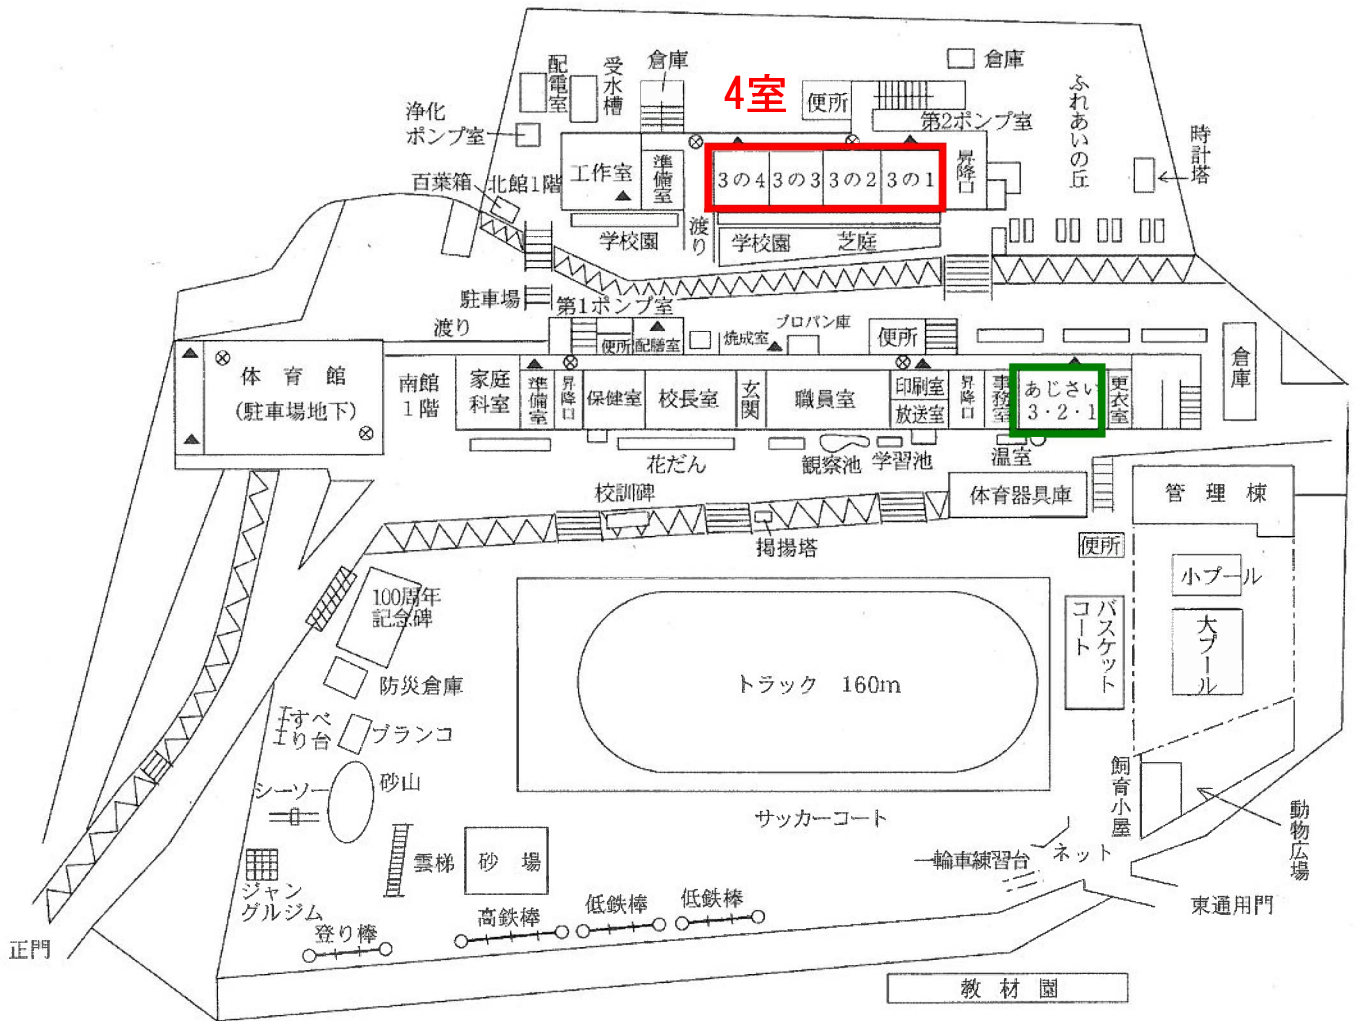 倉庫
倉庫
配電室
受水槽
4室
便所
第2ポンプ室
ふれあいの丘
時計塔
浄化
ポンプ室
工作室
準備室
3の4
3の3
3の2
3の1
昇降口
百葉箱
北館1階
学校園
渡り
学校園
芝庭
駐車場
第1ポンプ室
渡り
便所
配膳室
焼成室
プロパン庫
便所
倉庫
体育館
(駐車場地下)
南館
1階
家庭
科室
準備室
昇降口
保健室
校長室
玄関
職員室
印刷室
放送室
昇降口
事務室
あじさい
3・2・1
更衣室
花だん
観察池
学習池
温室
校訓碑
掲揚塔
体育器具庫
管理棟
便所
小プール
大プール
バスケット
コート
100周年
記念碑
防災倉庫
すべ
り台
ブランコ
トラック 160m
シーソー
砂山
サッカーコート
飼育小屋
動物広場
雲梯
砂場
一輪車練習台
ネット
ジャン
グルジム
登り棒
高鉄棒
低鉄棒
低鉄棒
東通用門
正門
教材園